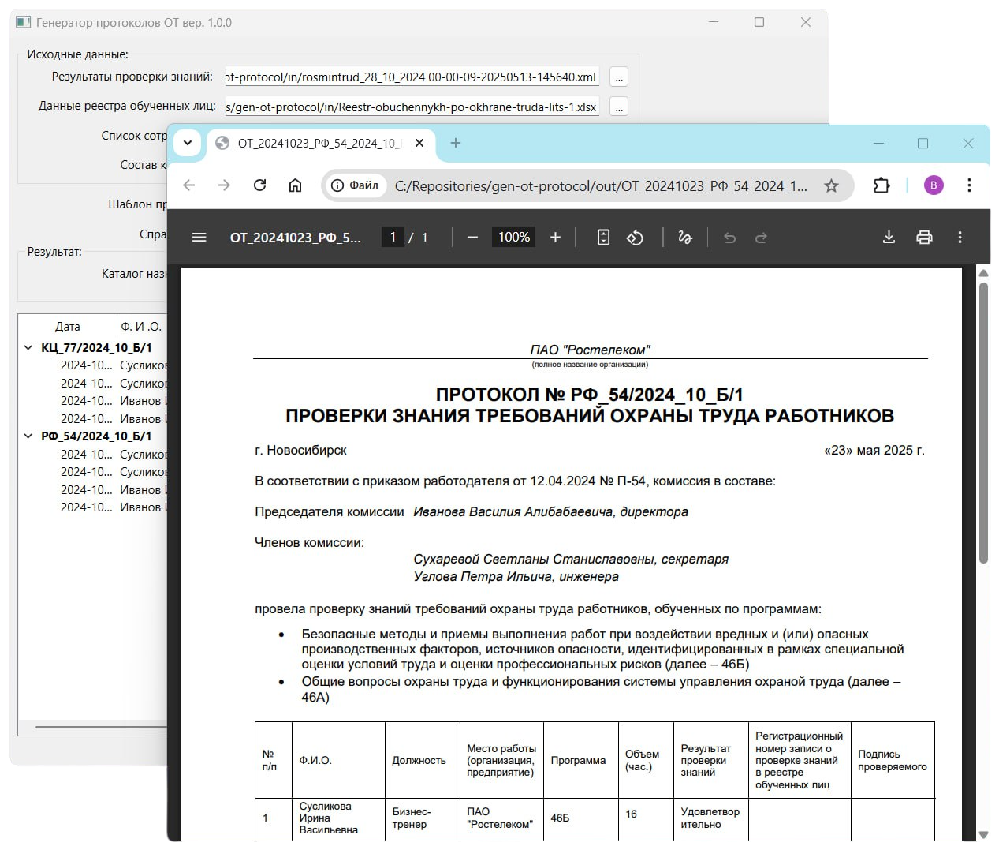 Генератор протоколов ОТ вер. 1.0.0
Исходные данные:
Результаты проверки знаний: ot-protocol/in/rosmintrud_28_10_2024 00-00-09-20250513-145640.xml ...
Данные реестра обученных лиц: s/gen-ot-protocol/in/Reestr-obuchennykh-po-okhrane-truda-lits-1.xlsx ...
Список сотр
Состав к
Шаблон пр
Спра
Результат:
Каталог назн
Дата Ф. И .О.
КЦ_77/2024_10_Б/1
2024-10... Сусликов
2024-10... Сусликов
2024-10... Иванов И
2024-10... Иванов И
РФ_54/2024_10_Б/1
2024-10... Сусликов
2024-10... Сусликов
2024-10... Иванов И
2024-10... Иванов И
ОТ_20241023_РФ_54_2024_10_
Файл C:/Repositories/gen-ot-protocol/out/ОТ_20241023_РФ_54_2024_1... В
ОТ_20241023_РФ_5... 1 / 1 100%
ПАО "Ростелеком"
(полное название организации)
ПРОТОКОЛ № РФ_54/2024_10_Б/1
ПРОВЕРКИ ЗНАНИЯ ТРЕБОВАНИЙ ОХРАНЫ ТРУДА РАБОТНИКОВ
г. Новосибирск «23» мая 2025 г.
В соответствии с приказом работодателя от 12.04.2024 № П-54, комиссия в составе:
Председателя комиссии Иванова Василия Алибабаевича, директора
Членов комиссии:
Сухаревой Светланы Станиславовны, секретаря
Углова Петра Ильича, инженера
провела проверку знаний требований охраны труда работников, обученных по программам:
• Безопасные методы и приемы выполнения работ при воздействии вредных и (или) опасных
производственных факторов, источников опасности, идентифицированных в рамках специальной
оценки условий труда и оценки профессиональных рисков (далее – 46Б)
• Общие вопросы охраны труда и функционирования системы управления охраной труда (далее –
46А)
№
п/п
Ф.И.О.
Должность
Место работы
(организация,
предприятие)
Программа
Объем
(час.)
Результат
проверки
знаний
Регистрационный
номер записи о
проверке знаний
в реестре
обученных лиц
Подпись
проверяемого
1
Сусликова
Ирина
Васильевна
Бизнес-
тренер
ПАО
"Ростелеком"
46Б
16
Удовлетвор
ительно